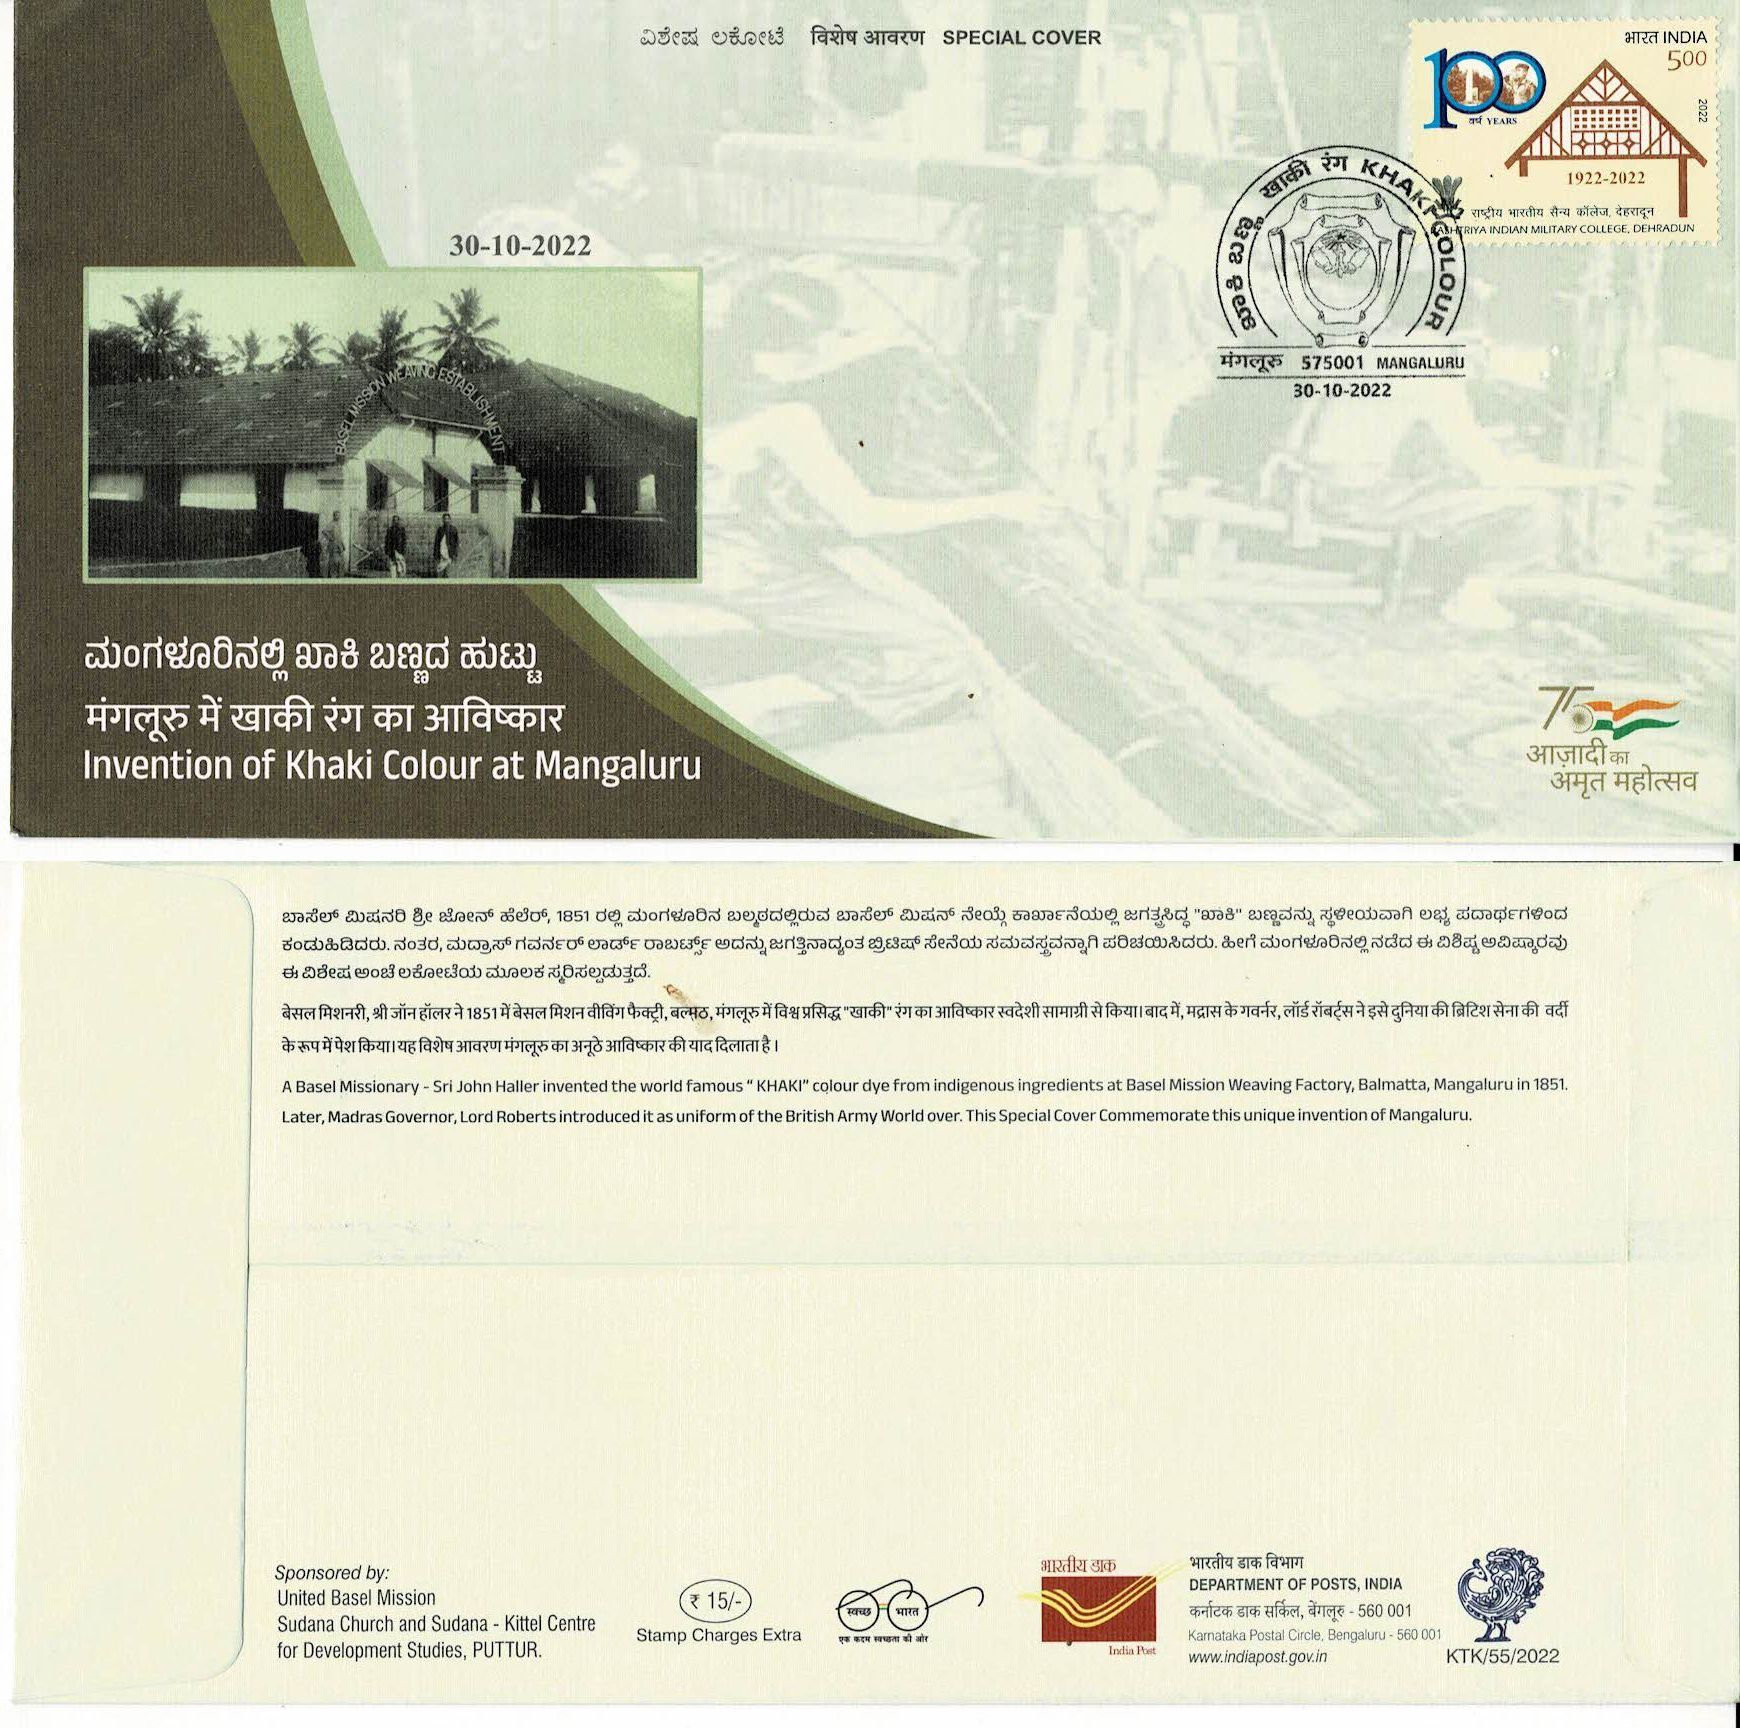 ವಿಶೇಷ ಲಕೋಟೆ विशेष आवरण SPECIAL COVER
भारत INDIA
500
2022
100
वर्ष YEARS
1922-2022
राष्ट्रीय भारतीय सैन्य कॉलेज, देहरादून
RASHTRIYA INDIAN MILITARY COLLEGE, DEHRADUN
ಖಾಕಿ ಬಣ್ಣ खाकी रंग KHAKI COLOUR
मंगलूरु 575001 MANGALURU
30-10-2022
30-10-2022
BASEL MISSION WEAVING ESTABLISHMENT
ಮಂಗಳೂರಿನಲ್ಲಿ ಖಾಕಿ ಬಣ್ಣದ ಹುಟ್ಟು
मंगलूरु में खाकी रंग का आविष्कार
Invention of Khaki Colour at Mangaluru
75
आज़ादी का
अमृत महोत्सव
ಬಾಸೆಲ್ ಮಿಷನರಿ ಶ್ರೀ ಜೋನ್ ಹೆಲೆರ್, 1851 ರಲ್ಲಿ ಮಂಗಳೂರಿನ ಬಲ್ಮಠದಲ್ಲಿರುವ ಬಾಸೆಲ್ ಮಿಷನ್ ನೇಯ್ಗೆ ಕಾರ್ಖಾನೆಯಲ್ಲಿ ಜಗತ್ಪ್ರಸಿದ್ಧ "ಖಾಕಿ" ಬಣ್ಣವನ್ನು ಸ್ಥಳೀಯವಾಗಿ ಲಭ್ಯ ಪದಾರ್ಥಗಳಿಂದ
ಕಂಡುಹಿಡಿದರು. ನಂತರ, ಮದ್ರಾಸ್ ಗವರ್ನರ್ ಲಾರ್ಡ್ ರಾಬರ್ಟ್ಸ್ ಅದನ್ನು ಜಗತ್ತಿನಾದ್ಯಂತ ಬ್ರಿಟಿಷ್ ಸೇನೆಯ ಸಮವಸ್ತ್ರವನ್ನಾಗಿ ಪರಿಚಯಿಸಿದರು. ಹೀಗೆ ಮಂಗಳೂರಿನಲ್ಲಿ ನಡೆದ ಈ ವಿಶಿಷ್ಟ ಅವಿಷ್ಕಾರವು
ಈ ವಿಶೇಷ ಅಂಚೆ ಲಕೋಟೆಯ ಮೂಲಕ ಸ್ಮರಿಸಲ್ಪಡುತ್ತದೆ.
बेसल मिशनरी, श्री जॉन हॉलर ने 1851 में बेसल मिशन वीविंग फैक्ट्री, बल्मठ, मंगलूरु में विश्व प्रसिद्ध "खाकी" रंग का आविष्कार स्वदेशी सामाग्री से किया। बाद में, मद्रास के गवर्नर, लॉर्ड रॉबर्ट्स ने इसे दुनिया की ब्रिटिश सेना की वर्दी
के रूप में पेश किया। यह विशेष आवरण मंगलूरु का अनूठे आविष्कार की याद दिलाता है।
A Basel Missionary - Sri John Haller invented the world famous “ KHAKI” colour dye from indigenous ingredients at Basel Mission Weaving Factory, Balmatta, Mangaluru in 1851.
Later, Madras Governor, Lord Roberts introduced it as uniform of the British Army World over. This Special Cover Commemorate this unique invention of Mangaluru.
Sponsored by:
United Basel Mission
Sudana Church and Sudana - Kittel Centre
for Development Studies, PUTTUR.
₹ 15/-
Stamp Charges Extra
स्वच्छ भारत
एक कदम स्वच्छता की ओर
भारतीय डाक
India Post
भारतीय डाक विभाग
DEPARTMENT OF POSTS, INDIA
कर्नाटक डाक सर्किल, बेंगलूरु - 560 001
Karnataka Postal Circle, Bengaluru - 560 001
www.indiapost.gov.in
KTK/55/2022